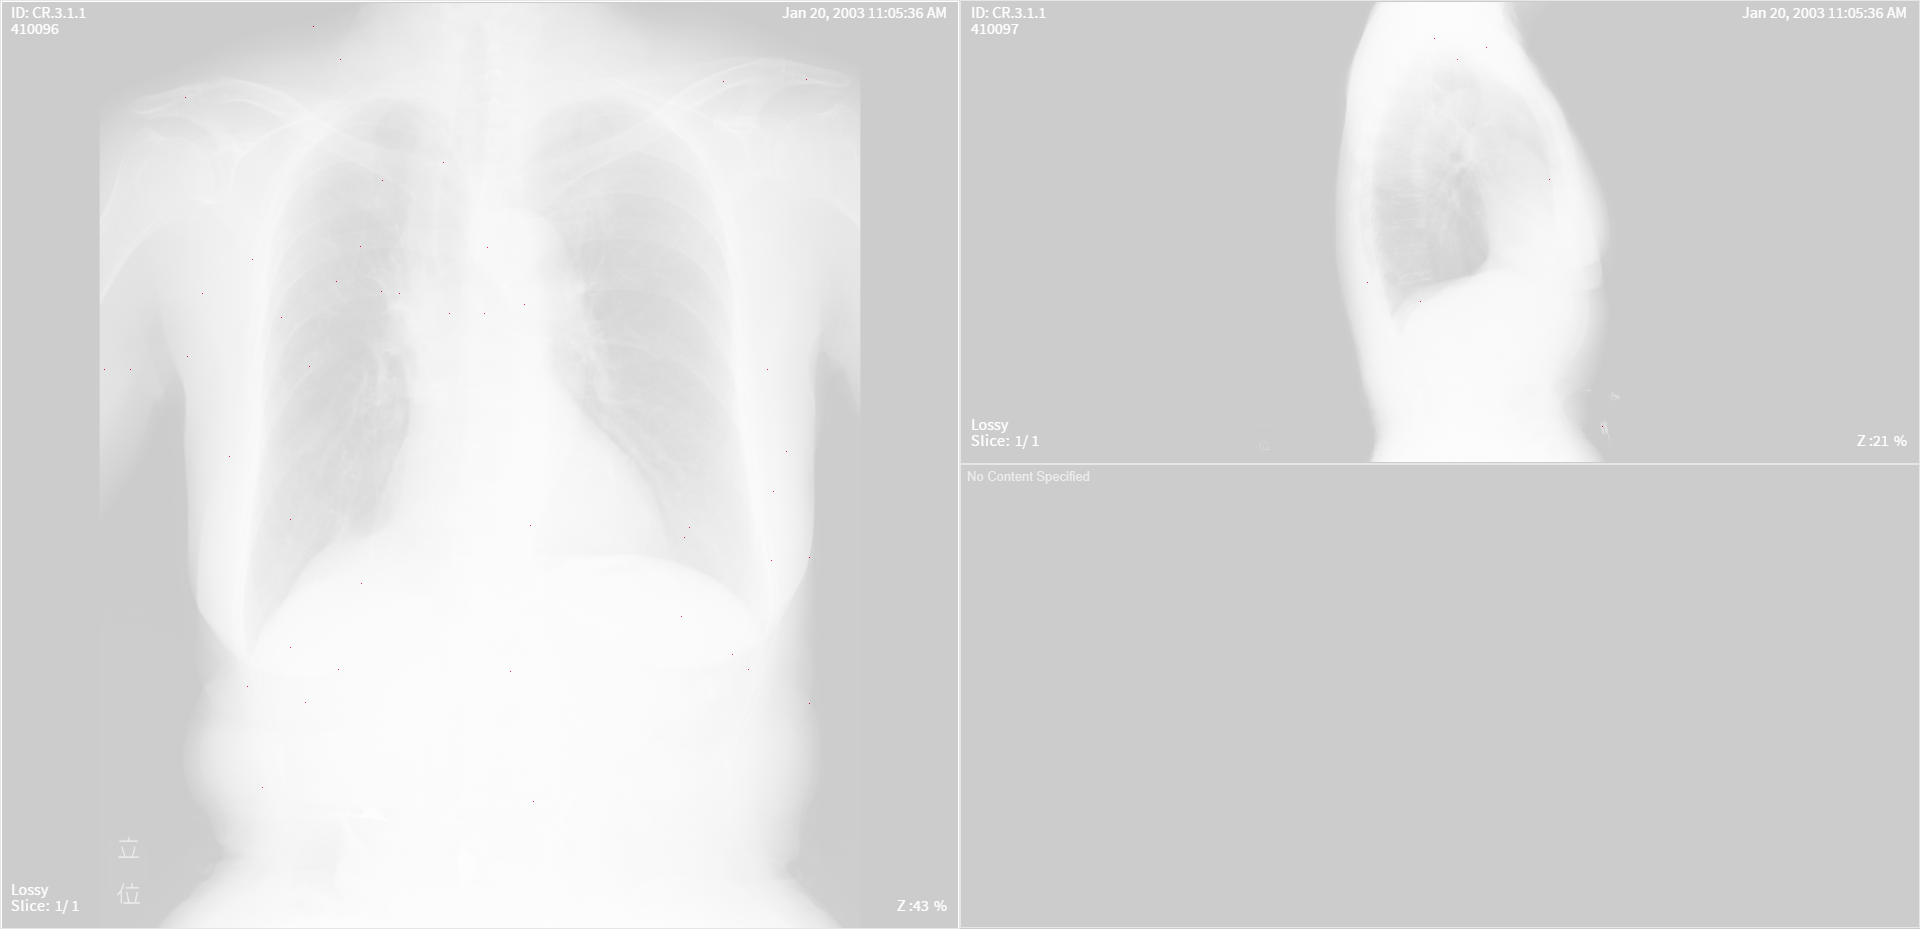 ID: CR.3.1.1
410096
Jan 20, 2003 11:05:36 AM
立
位
Lossy
Slice: 1/ 1
Z :43 %
ID: CR.3.1.1
410097
Jan 20, 2003 11:05:36 AM
Lossy
Slice: 1/ 1
Z :21 %
No Content Specified